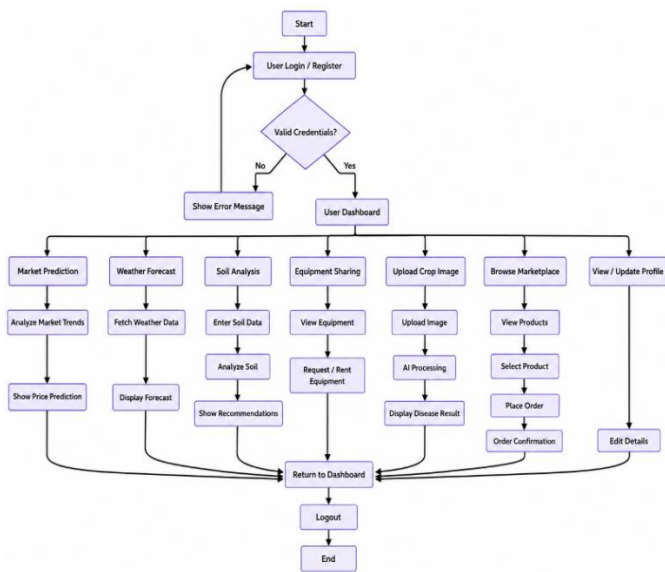 Start
User Login / Register
Valid Credentials?
No
Yes
Show Error Message
User Dashboard
Market Prediction
Weather Forecast
Soil Analysis
Equipment Sharing
Upload Crop Image
Browse Marketplace
View / Update Profile
Analyze Market Trends
Fetch Weather Data
Enter Soil Data
View Equipment
Upload Image
View Products
Analyze Soil
Request / Rent
Equipment
AI Processing
Select Product
Show Price Prediction
Display Forecast
Show Recommendations
Display Disease Result
Place Order
Order Confirmation
Edit Details
Return to Dashboard
Logout
End